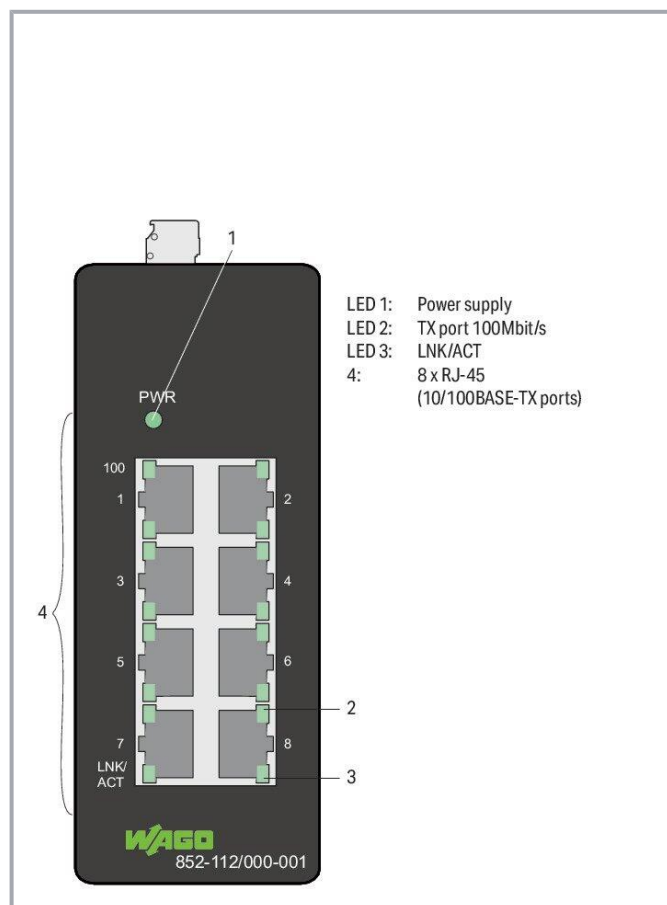 1
LED 1: Power supply
LED 2: TX port 100Mbit/s
LED 3: LNK/ACT
4: 8 x RJ-45
(10/100BASE-TX ports)
PWR
100
1 2
3 4
4
5 6
2
7 8
LNK/
ACT
3
WAGO
852-112/000-001